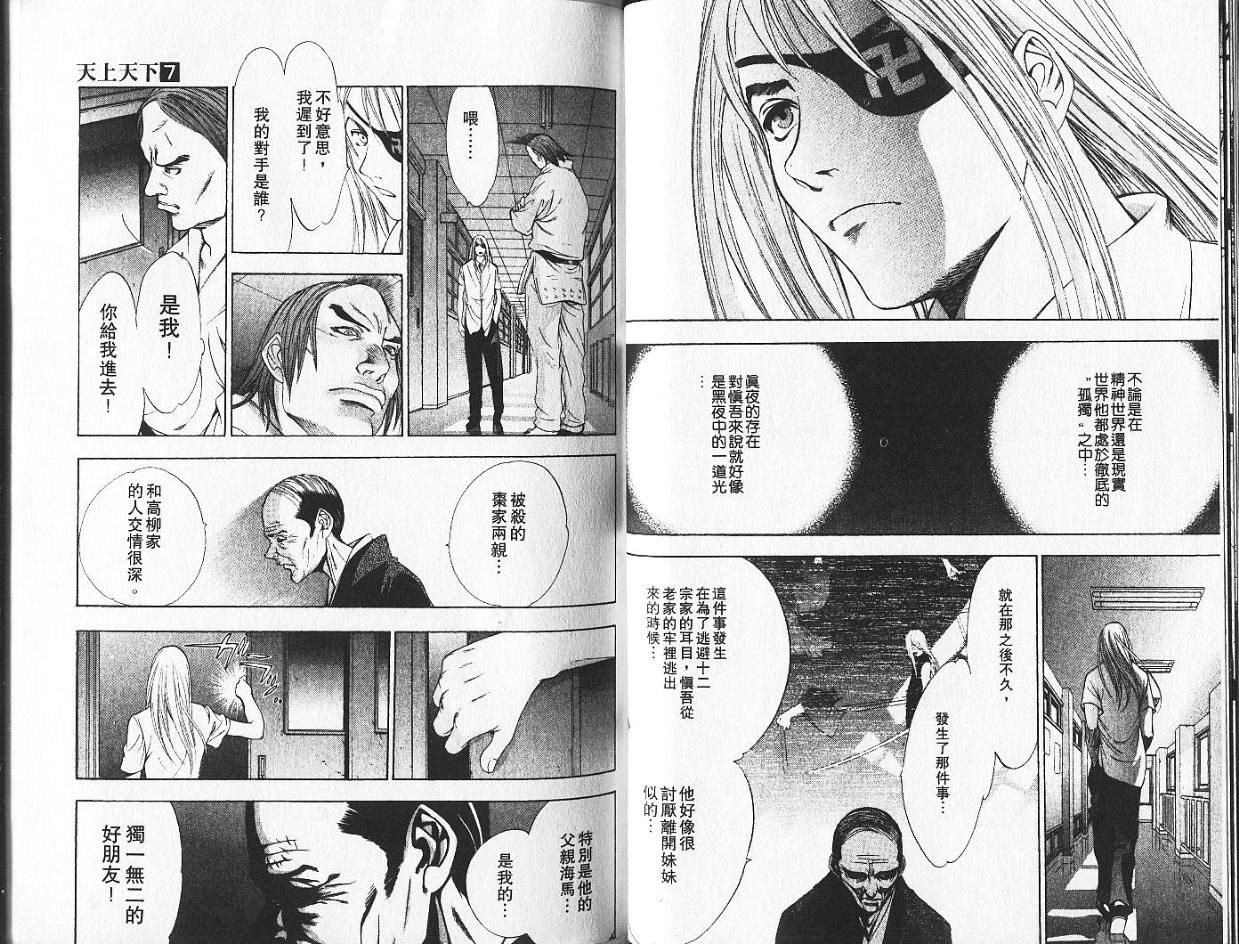 不論是在
精神世界還是現實
世界他都處於徹底的
"孤獨"之中…
眞夜的存在
對愼吾來說就好像
是黑夜中的一道光
…
就在那之後不久，
發生了那件事…
這件事發生
在為了逃避十二
宗家的耳目，愼吾從
老家的牢裡逃出
來的時候…
他好像很
討厭離開妹妹
似的…
天上天下7
喂……
不好意思，
我遲到了！
我的對手是誰？
是我！
你給我進去！
被殺的
棗家兩親…
和高柳家
的人交情很深。
特別是他的
父親海馬…
是我的…
獨一無二的
好朋友！